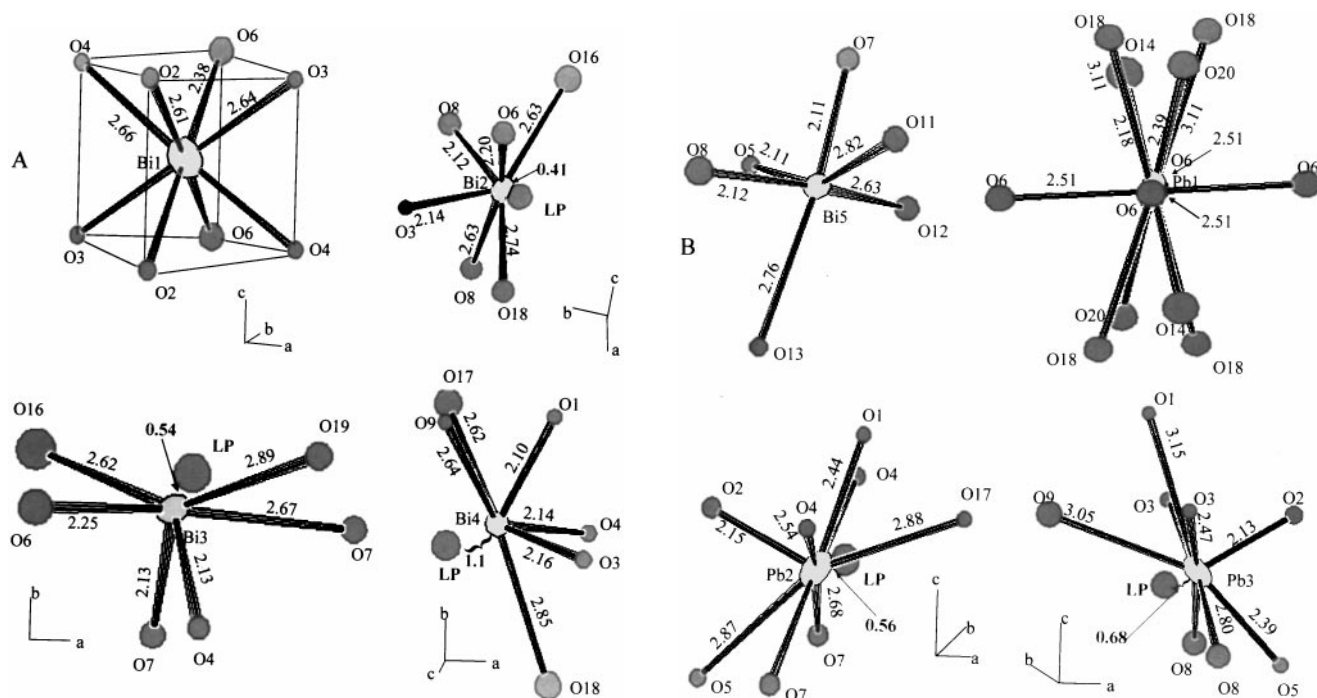 A
O4
O6
O2
O3
2.38
2.61
2.64
2.66
Bi1
O3
O6
O4
O2
c
b
a
O16
O8
O6
2.63
2.20
2.12
Bi2
0.41
LP
O3
2.14
2.63
2.74
O8
O18
c
b
a
B
O7
2.11
O11
2.82
O5
2.11
O8
2.12
2.63
Bi5
O12
2.76
O13
O18
O18
O14
O20
3.11
2.18
2.39
3.11
O6
2.51
Pb1
O6
2.51
O6
O6
2.51
O20
O14
O18
O18
O16
0.54
LP
O19
2.62
2.89
O6
2.25
Bi3
2.67
O7
2.13
2.13
O7
O4
b
a
O17
O9
O1
2.62
2.64
2.10
Bi4
2.14
O4
LP
1.1
2.16
O3
2.85
O18
b
a
c
O1
O4
2.44
O2
O4
O17
2.15
2.54
2.88
Pb2
LP
2.68
0.56
2.87
O7
O5
O7
c
b
a
O1
3.15
O9
O3
O3
O2
3.05
2.47
2.13
LP
Pb3
0.68
2.80
2.39
O8
O8
O5
c
b
a